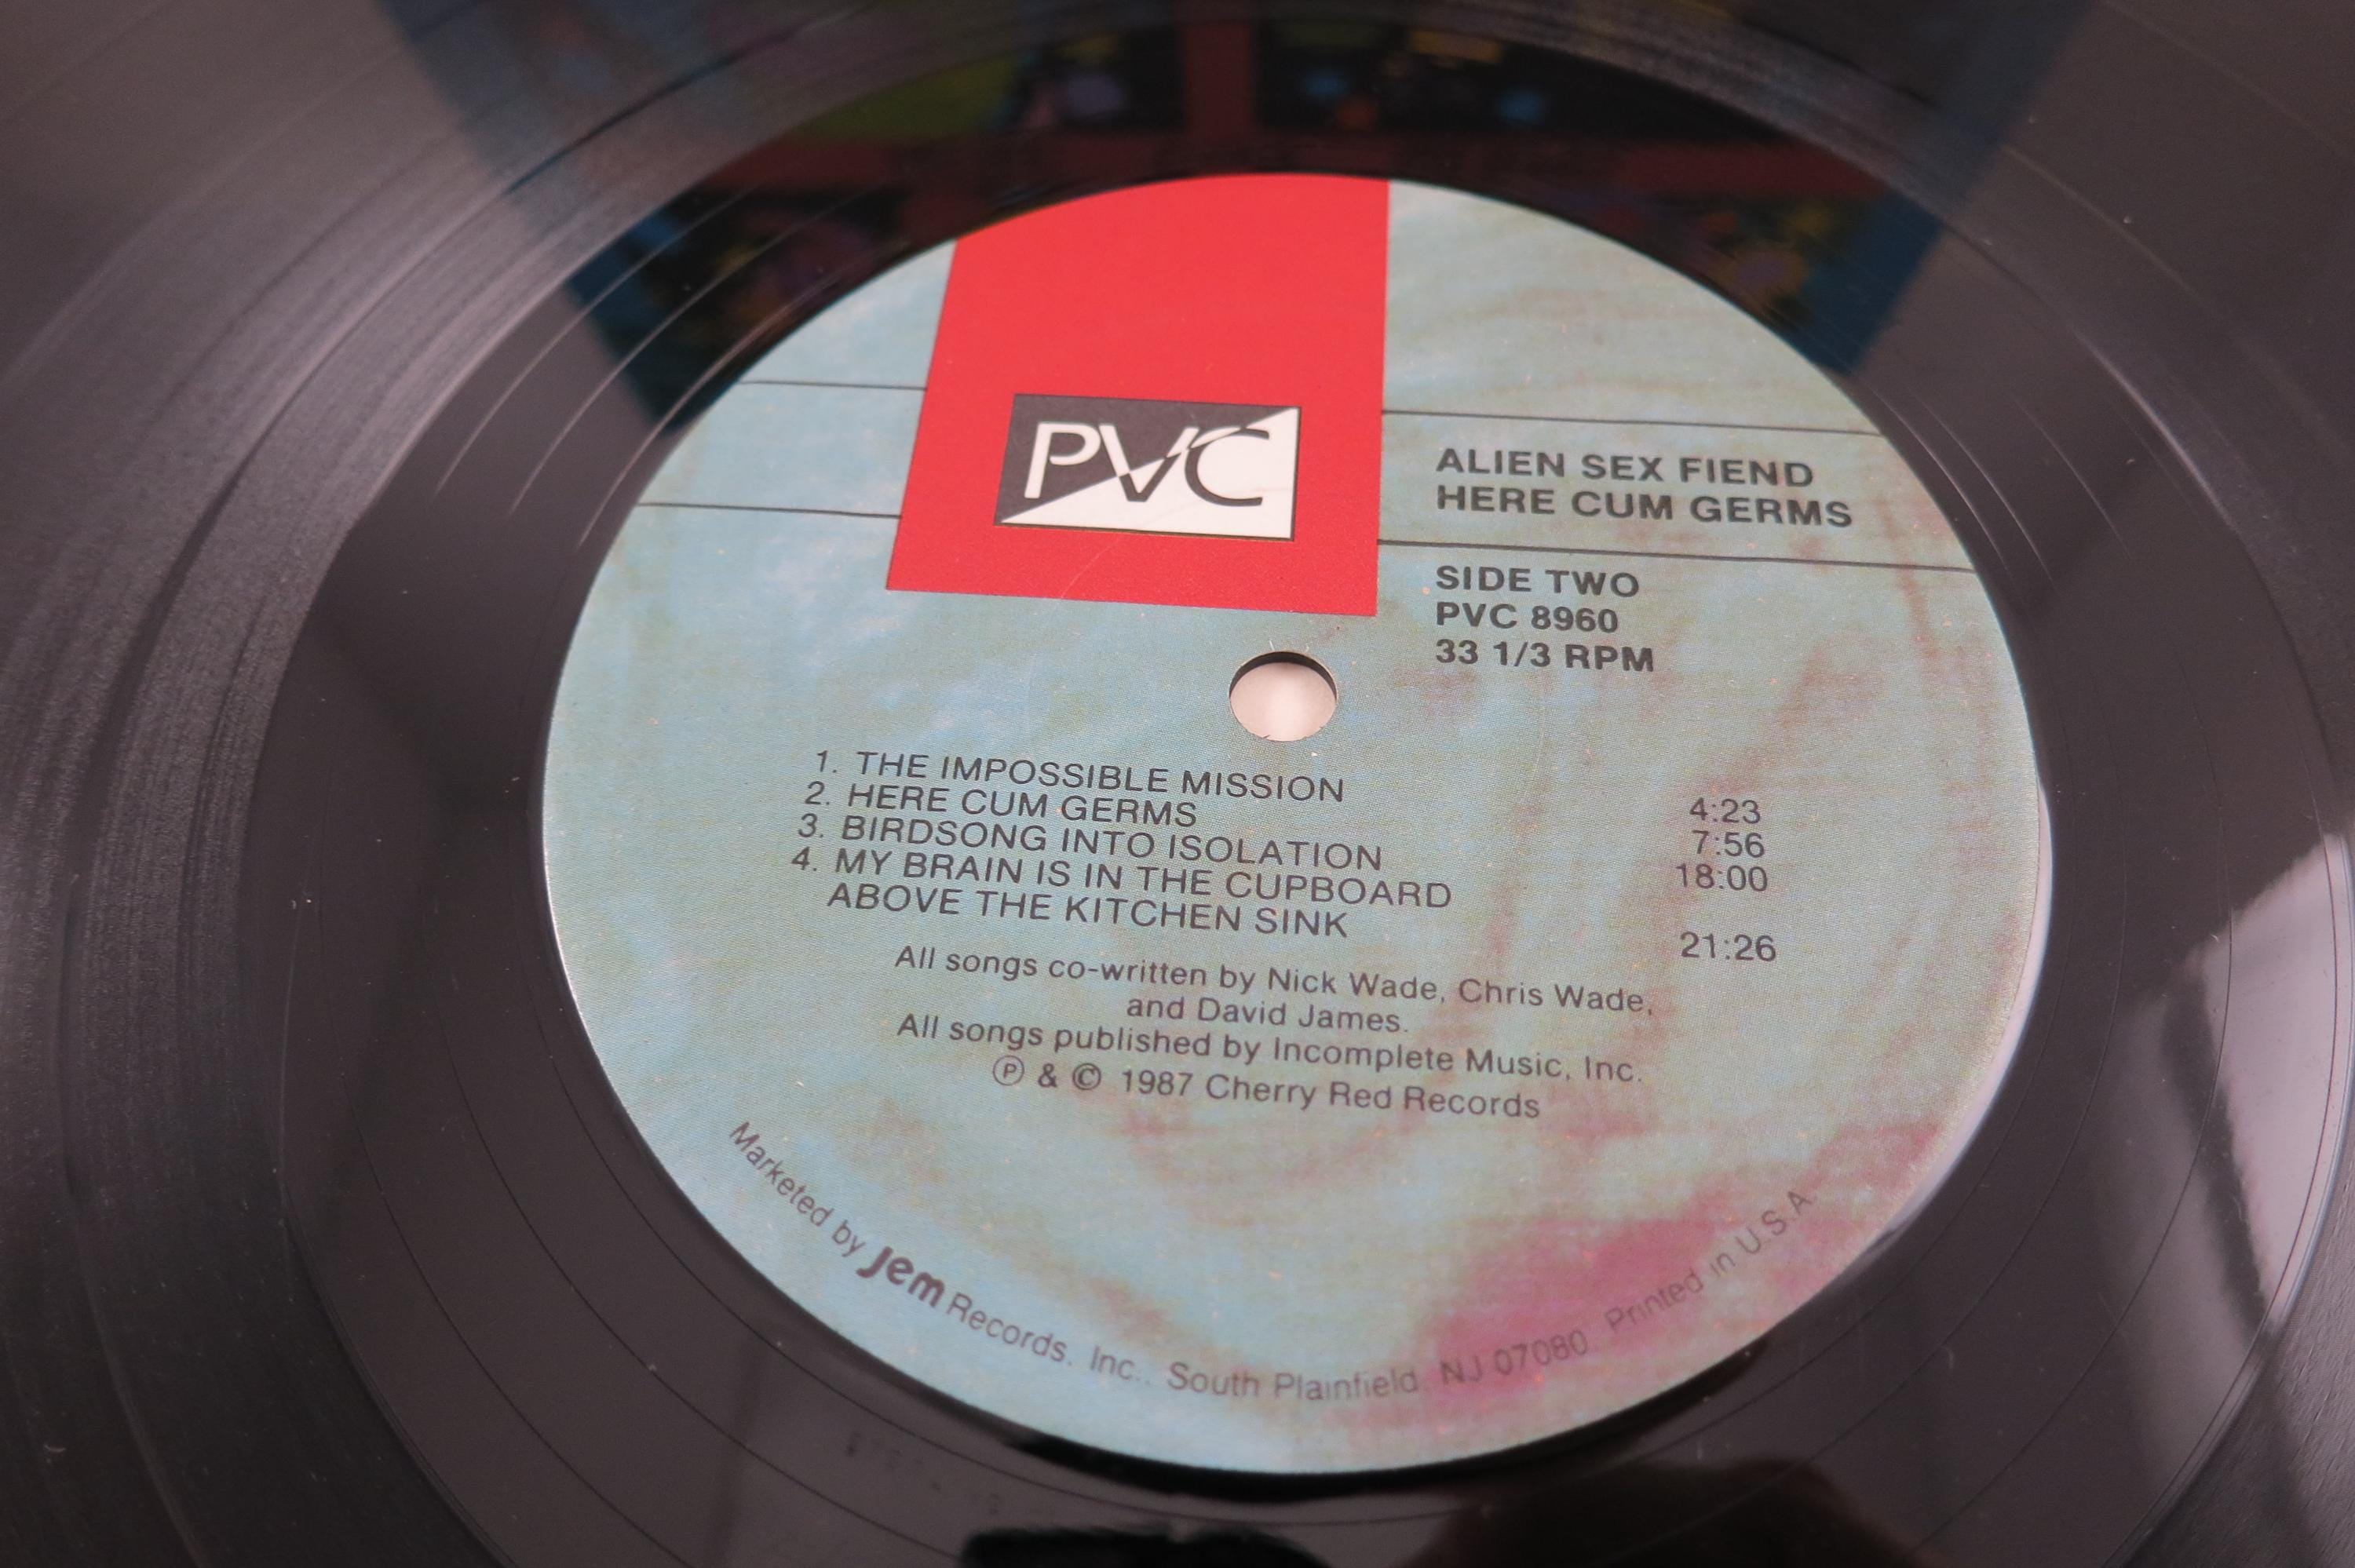 PVC
ALIEN SEX FIEND
HERE CUM GERMS
SIDE TWO
PVC 8960
33 1/3 RPM
1. THE IMPOSSIBLE MISSION 4:23
2. HERE CUM GERMS 7:56
3. BIRDSONG INTO ISOLATION 18:00
4. MY BRAIN IS IN THE CUPBOARD
ABOVE THE KITCHEN SINK 21:26
All songs co-written by Nick Wade, Chris Wade,
and David James.
All songs published by Incomplete Music, Inc.
Ⓟ & © 1987 Cherry Red Records
Marketed by Jem Records, Inc., South Plainfield, NJ 07080. Printed in U.S.A.